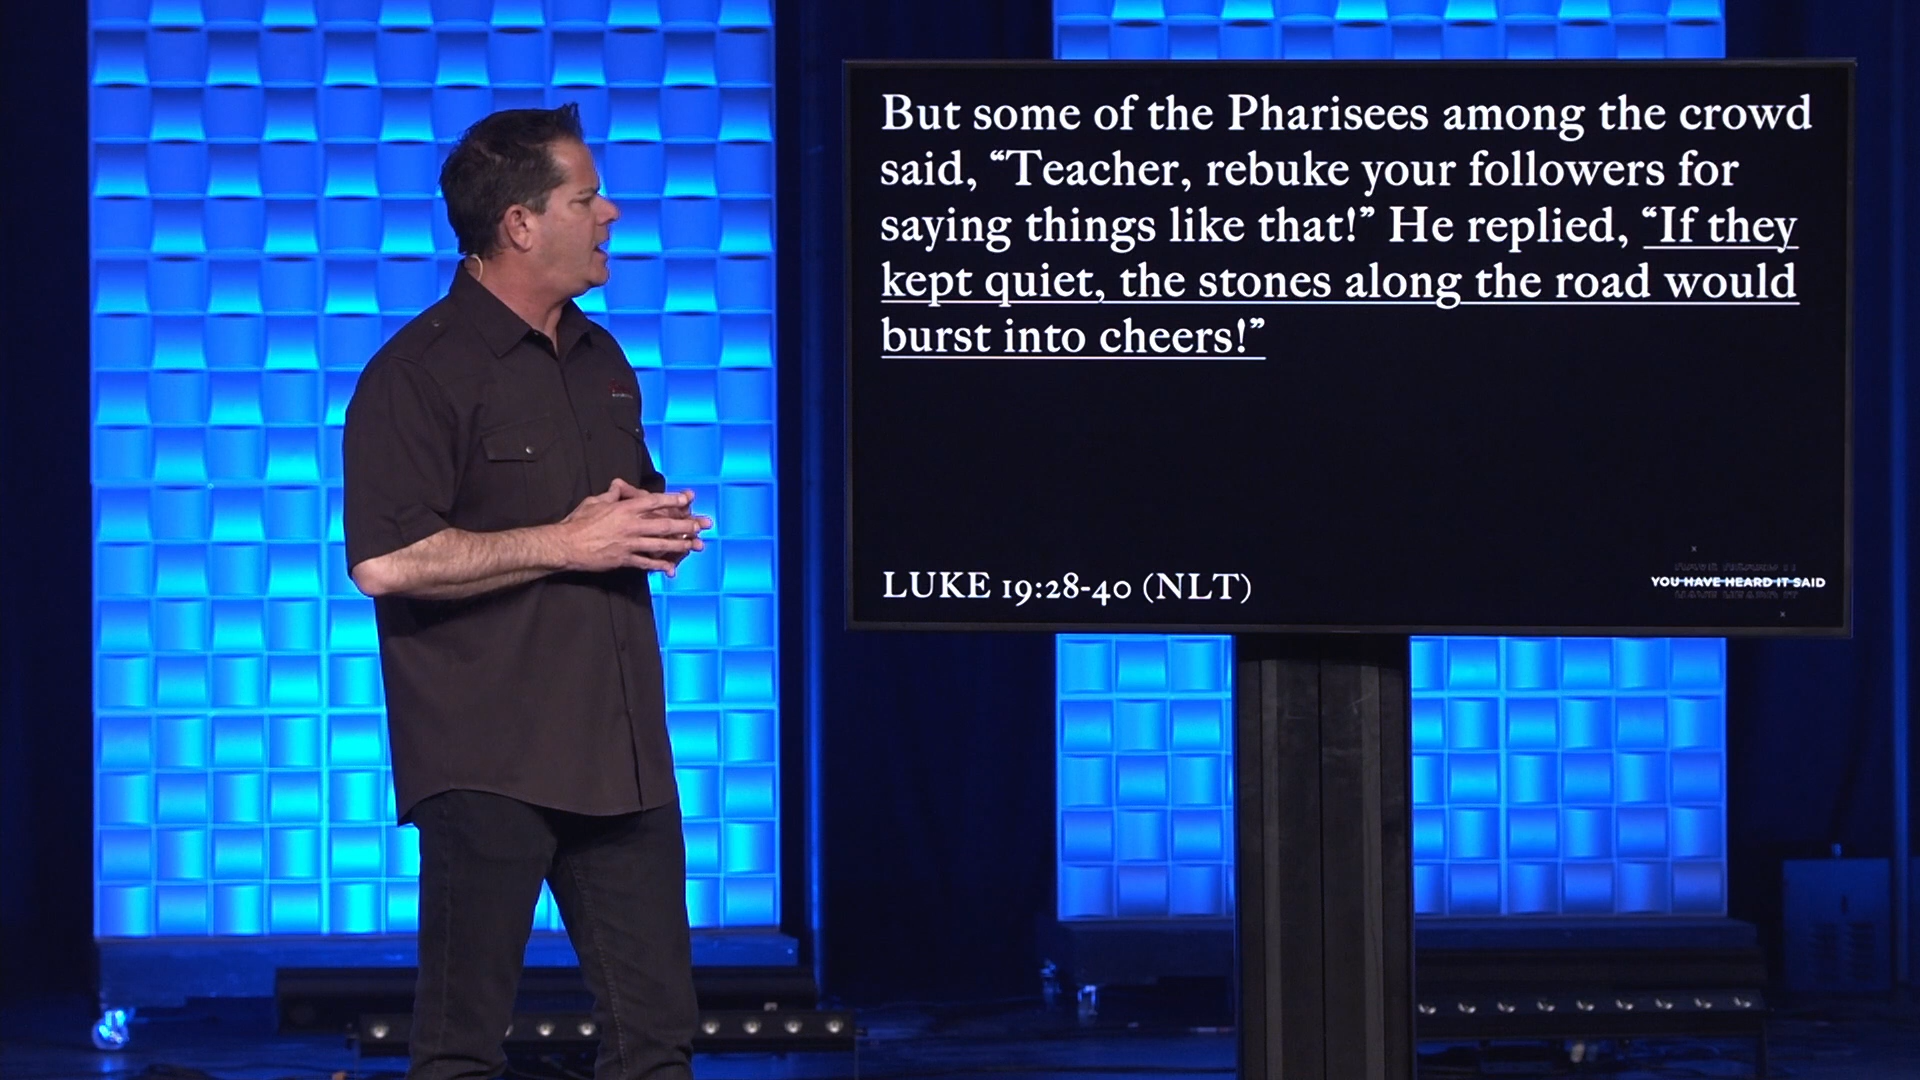 But some of the Pharisees among the crowd
said, “Teacher, rebuke your followers for
saying things like that!” He replied, “If they
kept quiet, the stones along the road would
burst into cheers!”
LUKE 19:28-40 (NLT)
YOU HAVE HEARD IT SAID